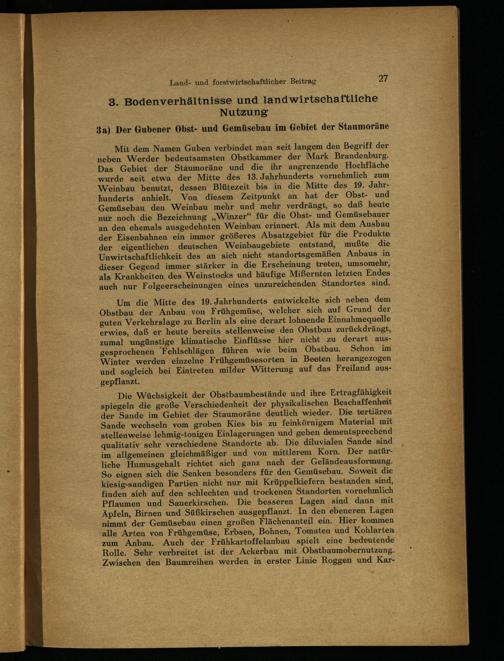 Land- und forstwirtschaftlicher Beitrag 27
3. Bodenverhältnisse und landwirtschaftliche
Nutzung
3a) Der Gubener Obst- und Gemüsebau im Gebiet der Staumoräne
Mit dem Namen Guben verbindet man seit langem den Begriff der
neben Werder bedeutsamsten Obstkammer der Mark Brandenburg.
Das Gebiet der Staumoräne und die ihr angrenzende Hochfläche
wurde seit etwa der Mitte des 13. Jahrhunderts vornehmlich zum
Weinbau benutzt, dessen Blütezeit bis in die Mitte des 19. Jahr-
hunderts anhielt. Von diesem Zeitpunkt an hat der Obst- und
Gemüsebau den Weinbau mehr und mehr verdrängt, so daß heute
nur noch die Bezeichnung „Winzer“ für die Obst- und Gemüsebauer
an den ehemals ausgedehnten Weinbau erinnert. Als mit dem Ausbau
der Eisenbahnen ein immer größeres Absatzgebiet für die Produkte
der eigentlichen deutschen Weinbaugebiete entstand, mußte die
Unwirtschaftlichkeit des an sich nicht standortsgemäßen Anbaus in
dieser Gegend immer stärker in die Erscheinung treten, umsomehr,
als Krankheiten des Weinstocks und häufige Mißernten letzten Endes
auch nur Folgeerscheinungen eines unzureichenden Standortes sind.
Um die Mitte des 19. Jahrhunderts entwickelte sich neben dem
Obstbau der Anbau von Frühgemüse, welcher sich auf Grund der
guten Verkehrslage zu Berlin als eine derart lohnende Einnahmequelle
erwies, daß er heute bereits stellenweise den Obstbau zurückdrängt,
zumal ungünstige klimatische Einflüsse hier nicht zu derart aus-
gesprochenen Fehlschlägen führen wie beim Obstbau. Schon im
Winter werden einzelne Frühgemüsesorten in Beeten herangezogen
und sogleich bei Eintreten milder Witterung auf das Freiland aus-
gepflanzt.
Die Wüchsigkeit der Obstbaumbestände und ihre Ertragfähigkeit
spiegeln die große Verschiedenheit der physikalischen Beschaffenheit
der Sande im Gebiet der Staumoräne deutlich wieder. Die tertiären
Sande wechseln vom groben Kies bis zu feinkörnigem Material mit
stellenweise lehmig-tonigen Einlagerungen und geben dementsprechend
qualitativ sehr verschiedene Standorte ab. Die diluvialen Sande sind
im allgemeinen gleichmäßiger und von mittlerem Korn. Der natür-
liche Humusgehalt richtet sich ganz nach der Geländeausformung.
So eignen sich die Senken besonders für den Gemüsebau. Soweit die
kiesig-sandigen Partien nicht nur mit Krüppelkiefern bestanden sind,
finden sich auf den schlechten und trockenen Standorten vornehmlich
Pflaumen und Sauerkirschen. Die besseren Lagen sind dann mit
Äpfeln, Birnen und Süßkirschen ausgepflanzt. In den ebeneren Lagen
nimmt der Gemüsebau einen großen Flächenanteil ein. Hier kommen
alle Arten von Frühgemüse, Erbsen, Bohnen, Tomaten und Kohlarten
zum Anbau. Auch der Frühkartoffelanbau spielt eine bedeutende
Rolle. Sehr verbreitet ist der Ackerbau mit Obstbaumobernutzung.
Zwischen den Baumreihen werden in erster Linie Roggen und Kar-